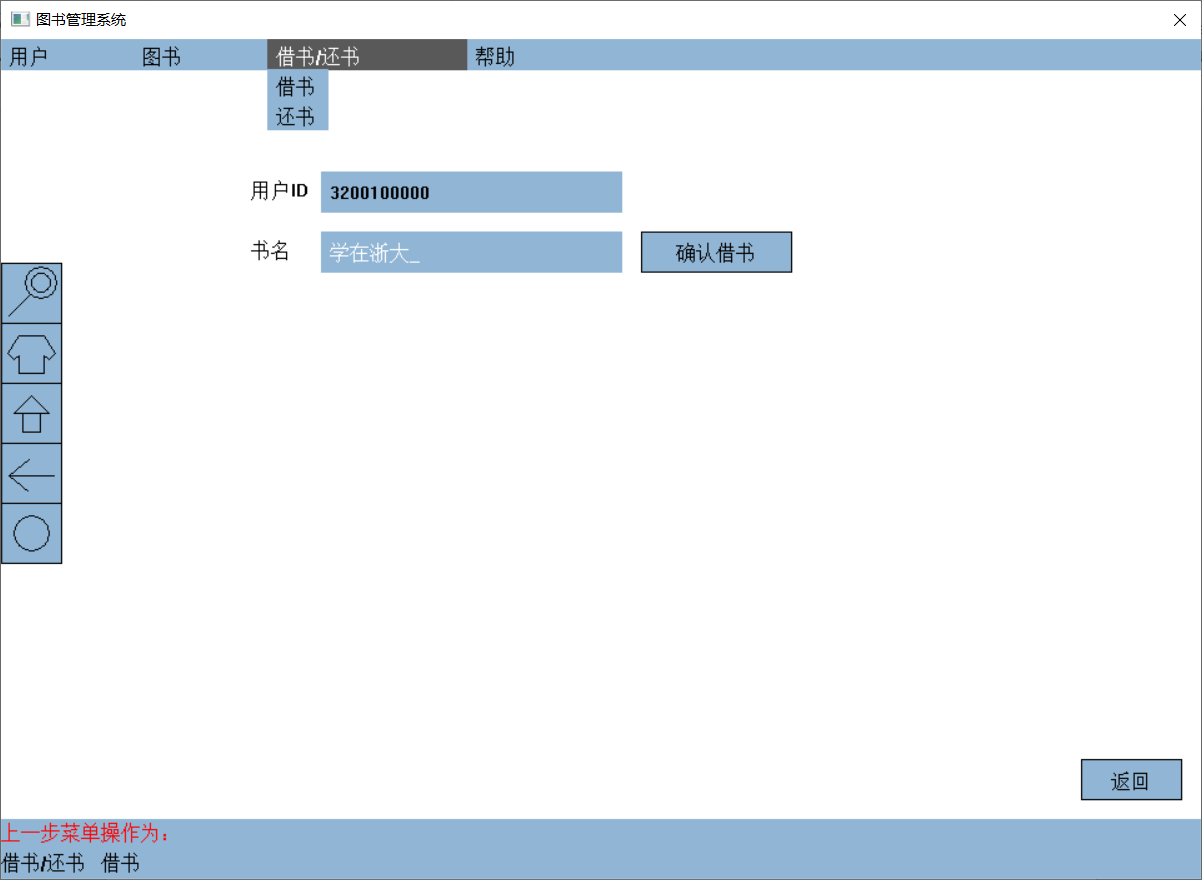 图书管理系统
用户 图书 借书/还书 帮助
借书
还书
用户ID 3200100000
书名 学在浙大_ 确认借书
返回
上一步菜单操作为：
借书/还书 借书